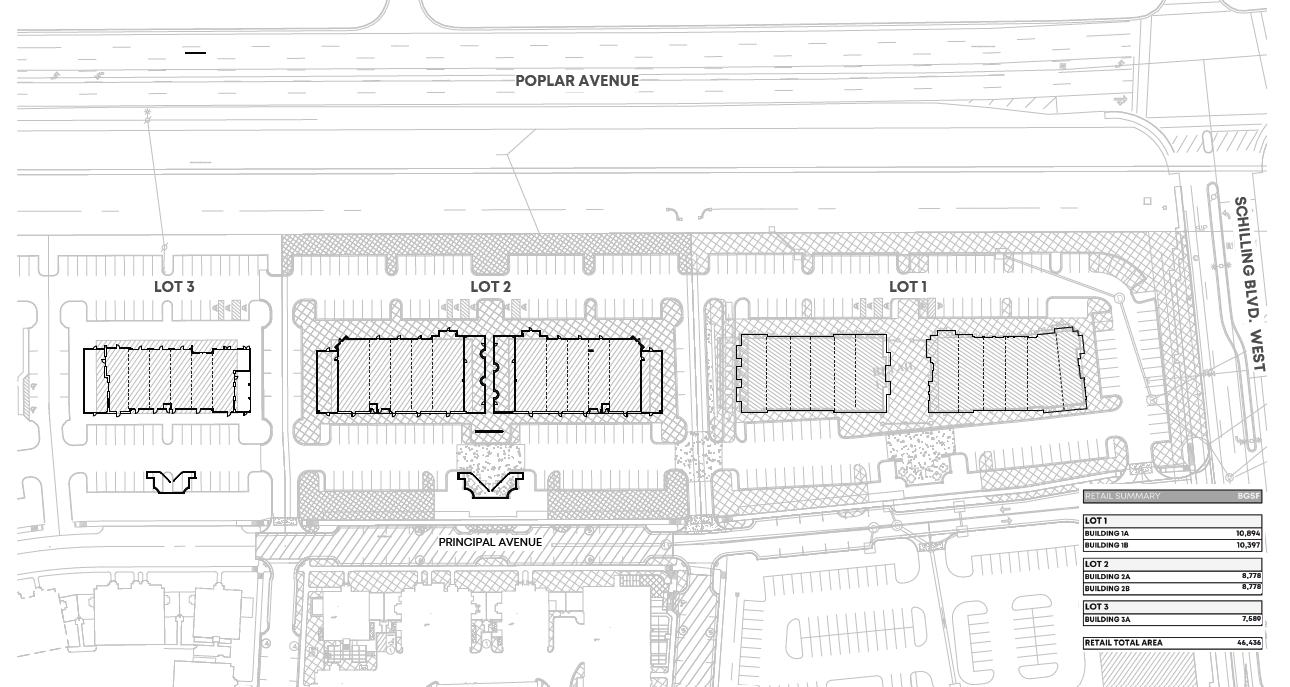 POPLAR AVENUE
SCHILLING BLVD. WEST
LOT 3
LOT 2
LOT 1
PRINCIPAL AVENUE
RETAIL SUMMARY BGSF
LOT 1
BUILDING 1A 10,894
BUILDING 1B 10,397
LOT 2
BUILDING 2A 8,778
BUILDING 2B 8,778
LOT 3
BUILDING 3A 7,589
RETAIL TOTAL AREA 46,436